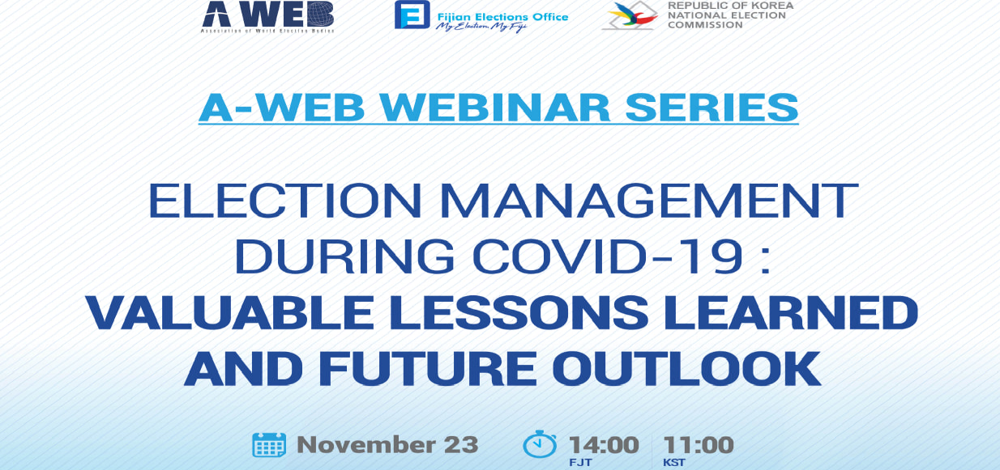 A WEB
Association of World Election Bodies
Fijian Elections Office
My Election, My Fiji
REPUBLIC OF KOREA
NATIONAL ELECTION
COMMISSION
A-WEB WEBINAR SERIES
ELECTION MANAGEMENT
DURING COVID-19 :
VALUABLE LESSONS LEARNED
AND FUTURE OUTLOOK
November 23
14:00 11:00
FJT KST